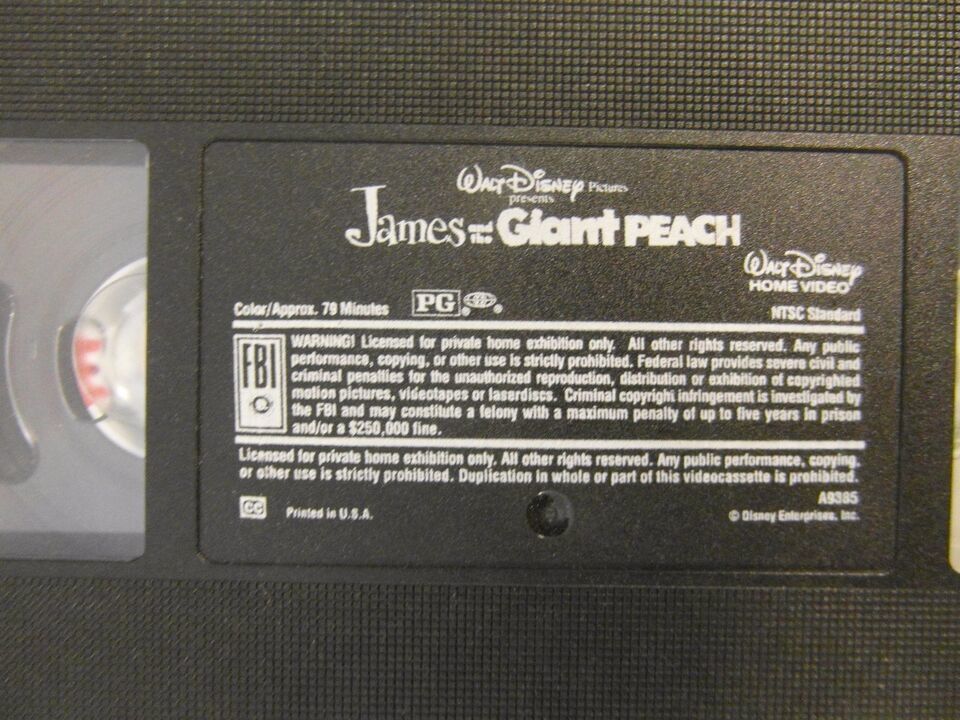 Walt Disney Pictures
presents
James and the Giant PEACH
Walt Disney
HOME VIDEO
Color/Approx. 79 Minutes PG NTSC Standard
FBI
WARNING! Licensed for private home exhibition only. All other rights reserved. Any public
performance, copying, or other use is strictly prohibited. Federal law provides severe civil and
criminal penalties for the unauthorized reproduction, distribution or exhibition of copyrighted
motion pictures, videotapes or laserdiscs. Criminal copyright infringement is investigated by
the FBI and may constitute a felony with a maximum penalty of up to five years in prison
and/or a $250,000 fine.
Licensed for private home exhibition only. All other rights reserved. Any public performance, copying,
or other use is strictly prohibited. Duplication in whole or part of this videocassette is prohibited.
A9385
CC Printed in U.S.A. © Disney Enterprises, Inc.